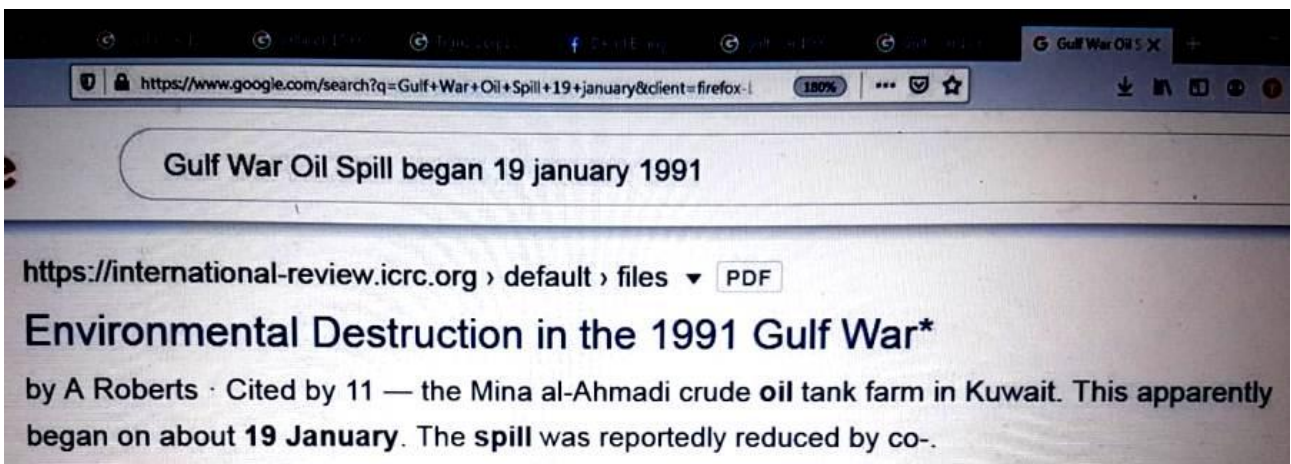 Gulf War Oil S
https://www.google.com/search?q=Gulf+War+Oil+Spill+19+january&client=firefox-
180%
Gulf War Oil Spill began 19 january 1991
https://international-review.icrc.org › default › files ▾ PDF
Environmental Destruction in the 1991 Gulf War*
by A Roberts · Cited by 11 — the Mina al-Ahmadi crude oil tank farm in Kuwait. This apparently
began on about 19 January. The spill was reportedly reduced by co-.